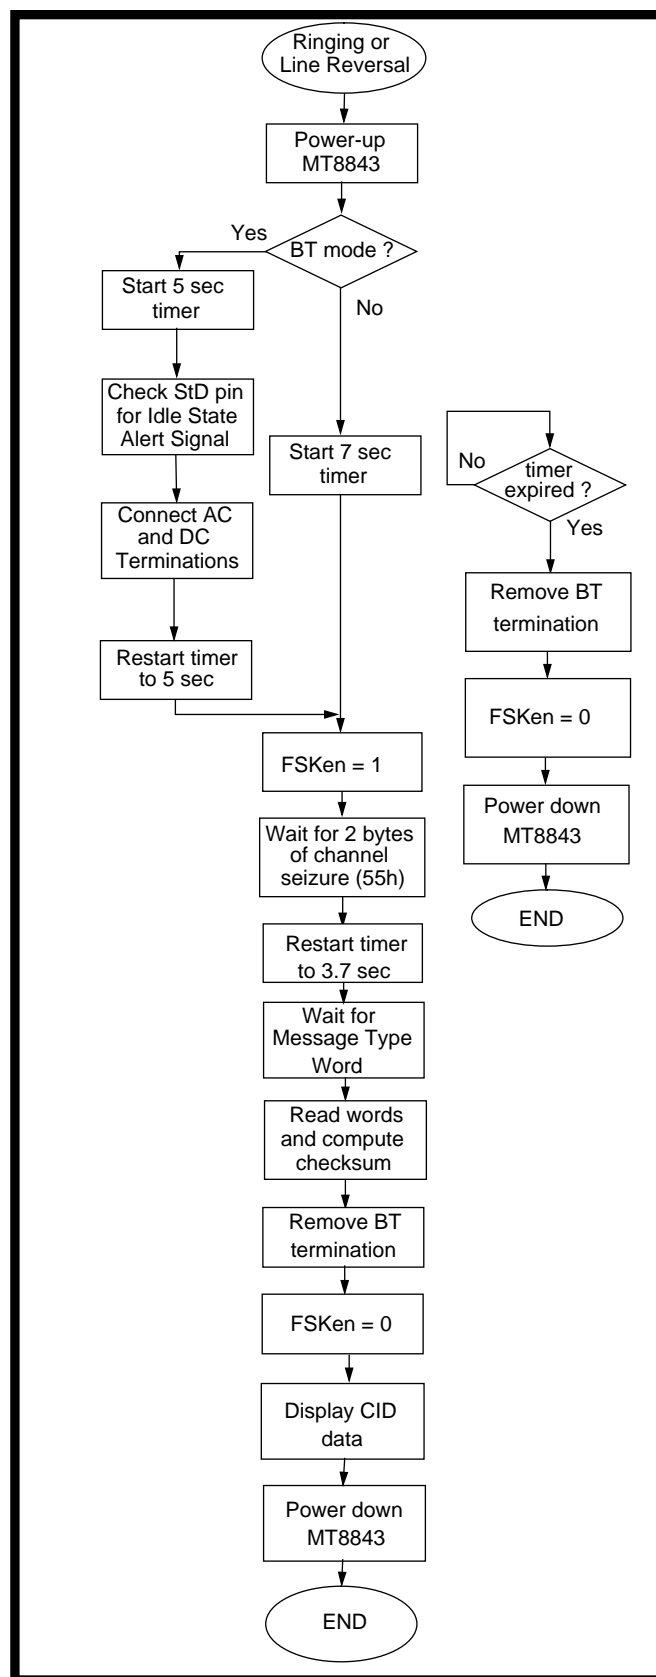 Ringing or
Line Reversal
Power-up
MT8843
BT mode ?
Yes
No
Start 5 sec
timer
Check StD pin
for Idle State
Alert Signal
Connect AC
and DC
Terminations
Restart timer
to 5 sec
Start 7 sec
timer
FSKen = 1
Wait for 2 bytes
of channel
seizure (55h)
Restart timer
to 3.7 sec
Wait for
Message Type
Word
Read words
and compute
checksum
Remove BT
termination
FSKen = 0
Display CID
data
Power down
MT8843
END
timer
expired ?
No
Yes
Remove BT
termination
FSKen = 0
Power down
MT8843
END